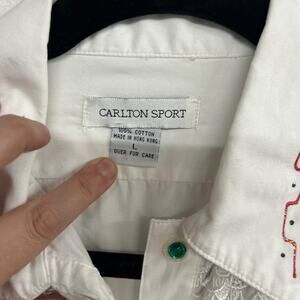 CARLTON SPORT
100% COTTON
MADE IN HONG KONG
L
OVER FOR CARE